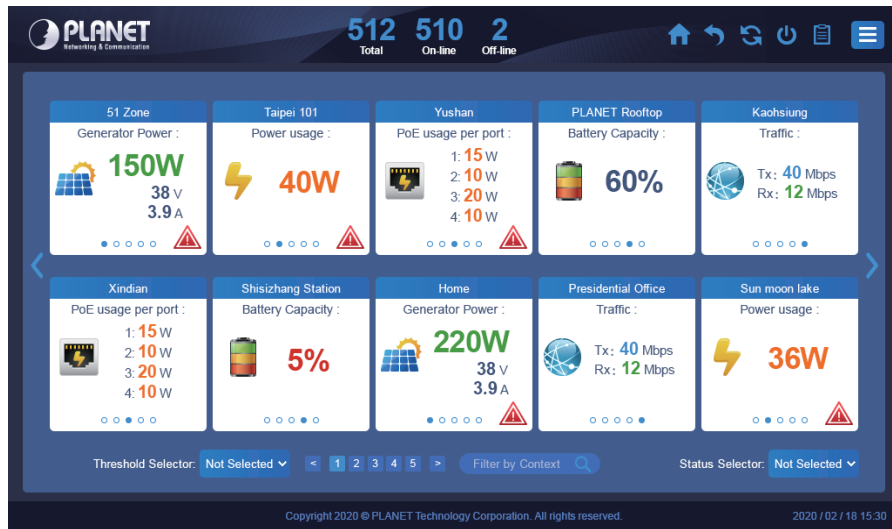 PLANET
Networking & Communication
512 510 2
Total On-line Off-line
51 Zone
Generator Power :
150W
38 V
3.9 A
Taipei 101
Power usage :
40W
Yushan
PoE usage per port :
1: 15 W
2: 10 W
3: 20 W
4: 10 W
PLANET Rooftop
Battery Capacity :
60%
Kaohsiung
Traffic :
Tx: 40 Mbps
Rx: 12 Mbps
Xindian
PoE usage per port :
1: 15 W
2: 10 W
3: 20 W
4: 10 W
Shisizhang Station
Battery Capacity :
5%
Home
Generator Power :
220W
38 V
3.9 A
Presidential Office
Traffic :
Tx: 40 Mbps
Rx: 12 Mbps
Sun moon lake
Power usage :
36W
Threshold Selector: Not Selected < 1 2 3 4 5 > Filter by Context Status Selector: Not Selected
Copyright 2020 © PLANET Technology Corporation. All rights reserved. 2020 / 02 / 18 15:30